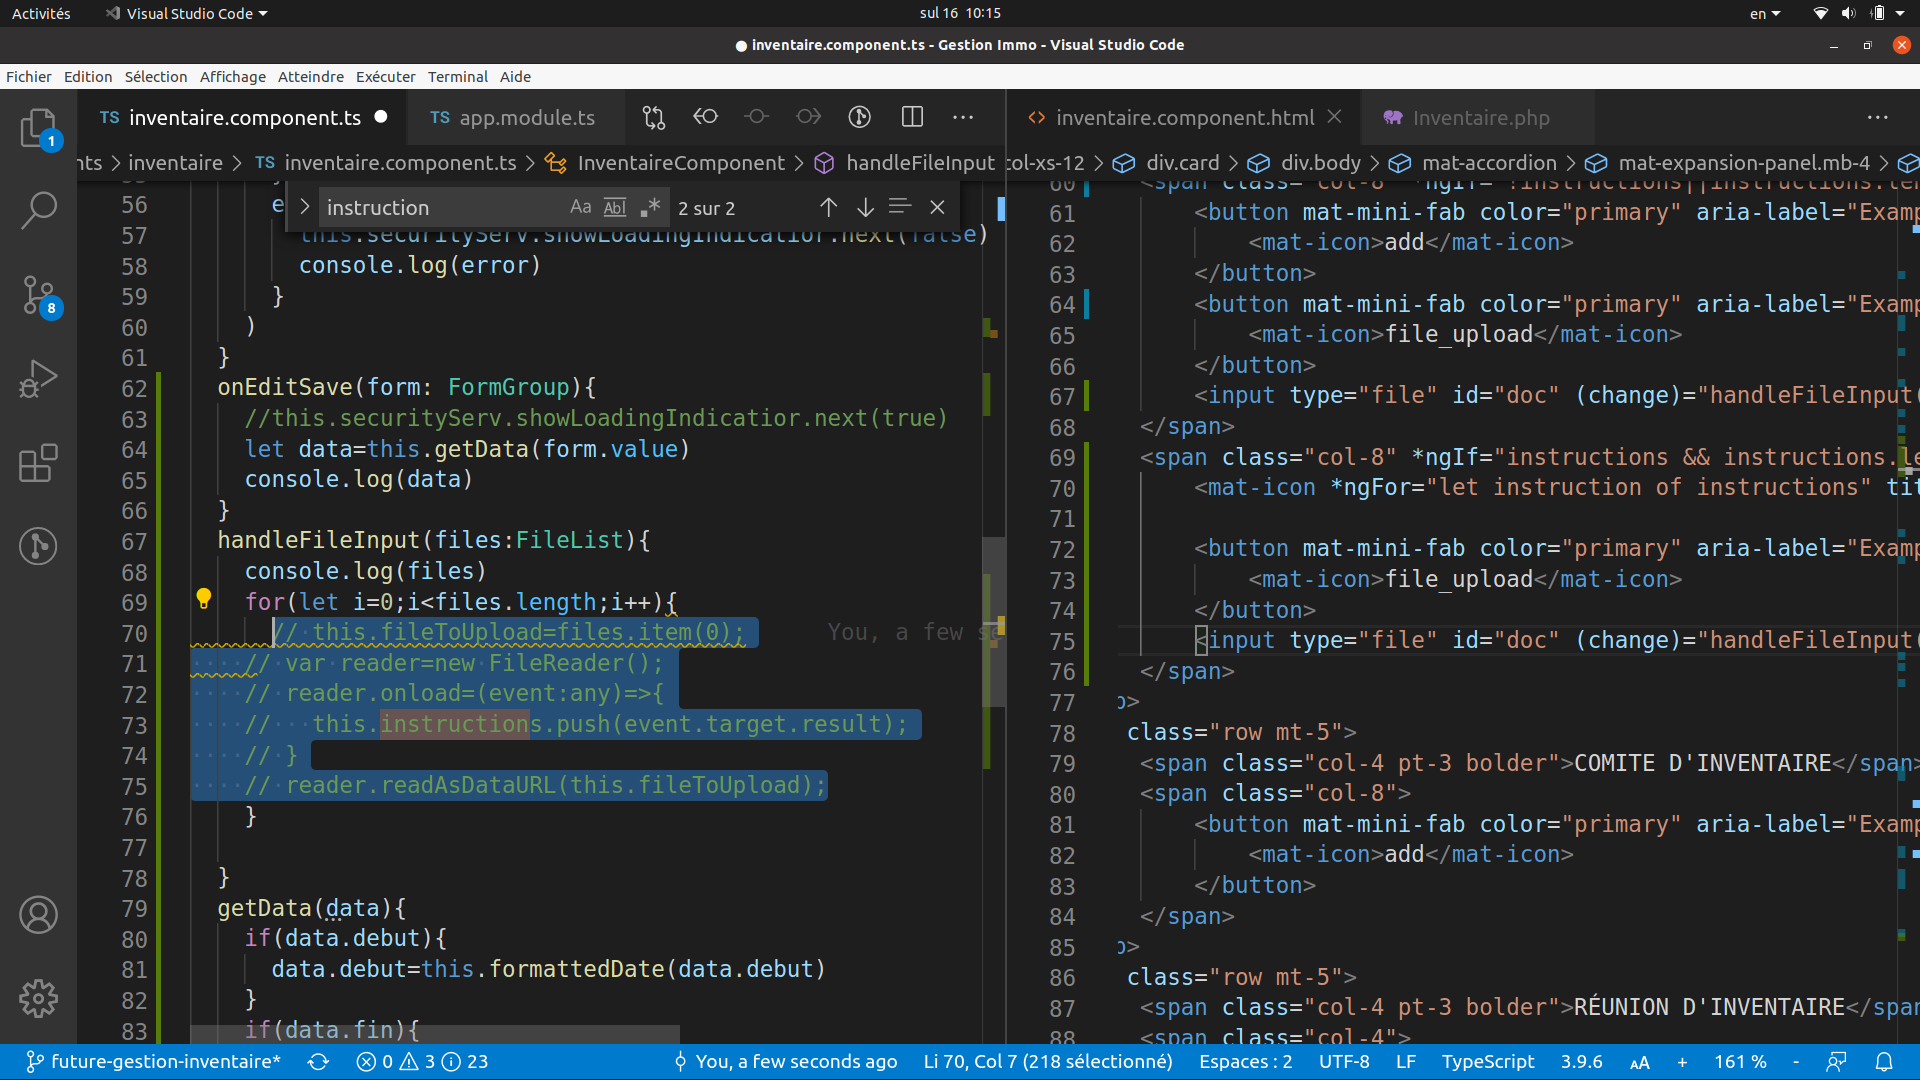 Activités
Visual Studio Code
sul 16 10:15
en
inventaire.component.ts - Gestion Immo - Visual Studio Code
Fichier Edition Sélection Affichage Atteindre Exécuter Terminal Aide
1
8
TS inventaire.component.ts
TS app.module.ts
nts > inventaire > TS inventaire.component.ts > InventaireComponent > handleFileInput
instruction
Aa Abl
2 sur 2
56 e
57 this.securityServ.showLoadingIndicatior.next(false)
58 console.log(error)
59 }
60 )
61 }
62 onEditSave(form: FormGroup){
63 //this.securityServ.showLoadingIndicatior.next(true)
64 let data=this.getData(form.value)
65 console.log(data)
66 }
67 handleFileInput(files:FileList){
68 console.log(files)
69 for(let i=0;i<files.length;i++){
70 // this.fileToUpload=files.item(0); You, a few se
71 // var reader=new FileReader();
72 // reader.onload=(event:any)=>{
73 // this.instructions.push(event.target.result);
74 // }
75 // reader.readAsDataURL(this.fileToUpload);
76 }
77
78 }
79 getData(data){
80 if(data.debut){
81 data.debut=this.formattedDate(data.debut)
82 }
83 if(data.fin){
inventaire.component.html
Inventaire.php
col-xs-12 > div.card > div.body > mat-accordion > mat-expansion-panel.mb-4 >
60 <span class="col-8" *ngIf="!instructions||instructions.len
61 <button mat-mini-fab color="primary" aria-label="Examp
62 <mat-icon>add</mat-icon>
63 </button>
64 <button mat-mini-fab color="primary" aria-label="Examp
65 <mat-icon>file_upload</mat-icon>
66 </button>
67 <input type="file" id="doc" (change)="handleFileInput(
68 </span>
69 <span class="col-8" *ngIf="instructions && instructions.le
70 <mat-icon *ngFor="let instruction of instructions" tit
71
72 <button mat-mini-fab color="primary" aria-label="Examp
73 <mat-icon>file_upload</mat-icon>
74 </button>
75 <input type="file" id="doc" (change)="handleFileInput(
76 </span>
77 p>
78 class="row mt-5">
79 <span class="col-4 pt-3 bolder">COMITE D'INVENTAIRE</span>
80 <span class="col-8">
81 <button mat-mini-fab color="primary" aria-label="Examp
82 <mat-icon>add</mat-icon>
83 </button>
84 </span>
85 p>
86 class="row mt-5">
87 <span class="col-4 pt-3 bolder">RÉUNION D'INVENTAIRE</span
88 <span class="col-4">
future-gestion-inventaire* 0 3 23
You, a few seconds ago Li 70, Col 7 (218 sélectionné) Espaces : 2 UTF-8 LF TypeScript 3.9.6 AA + 161 % -